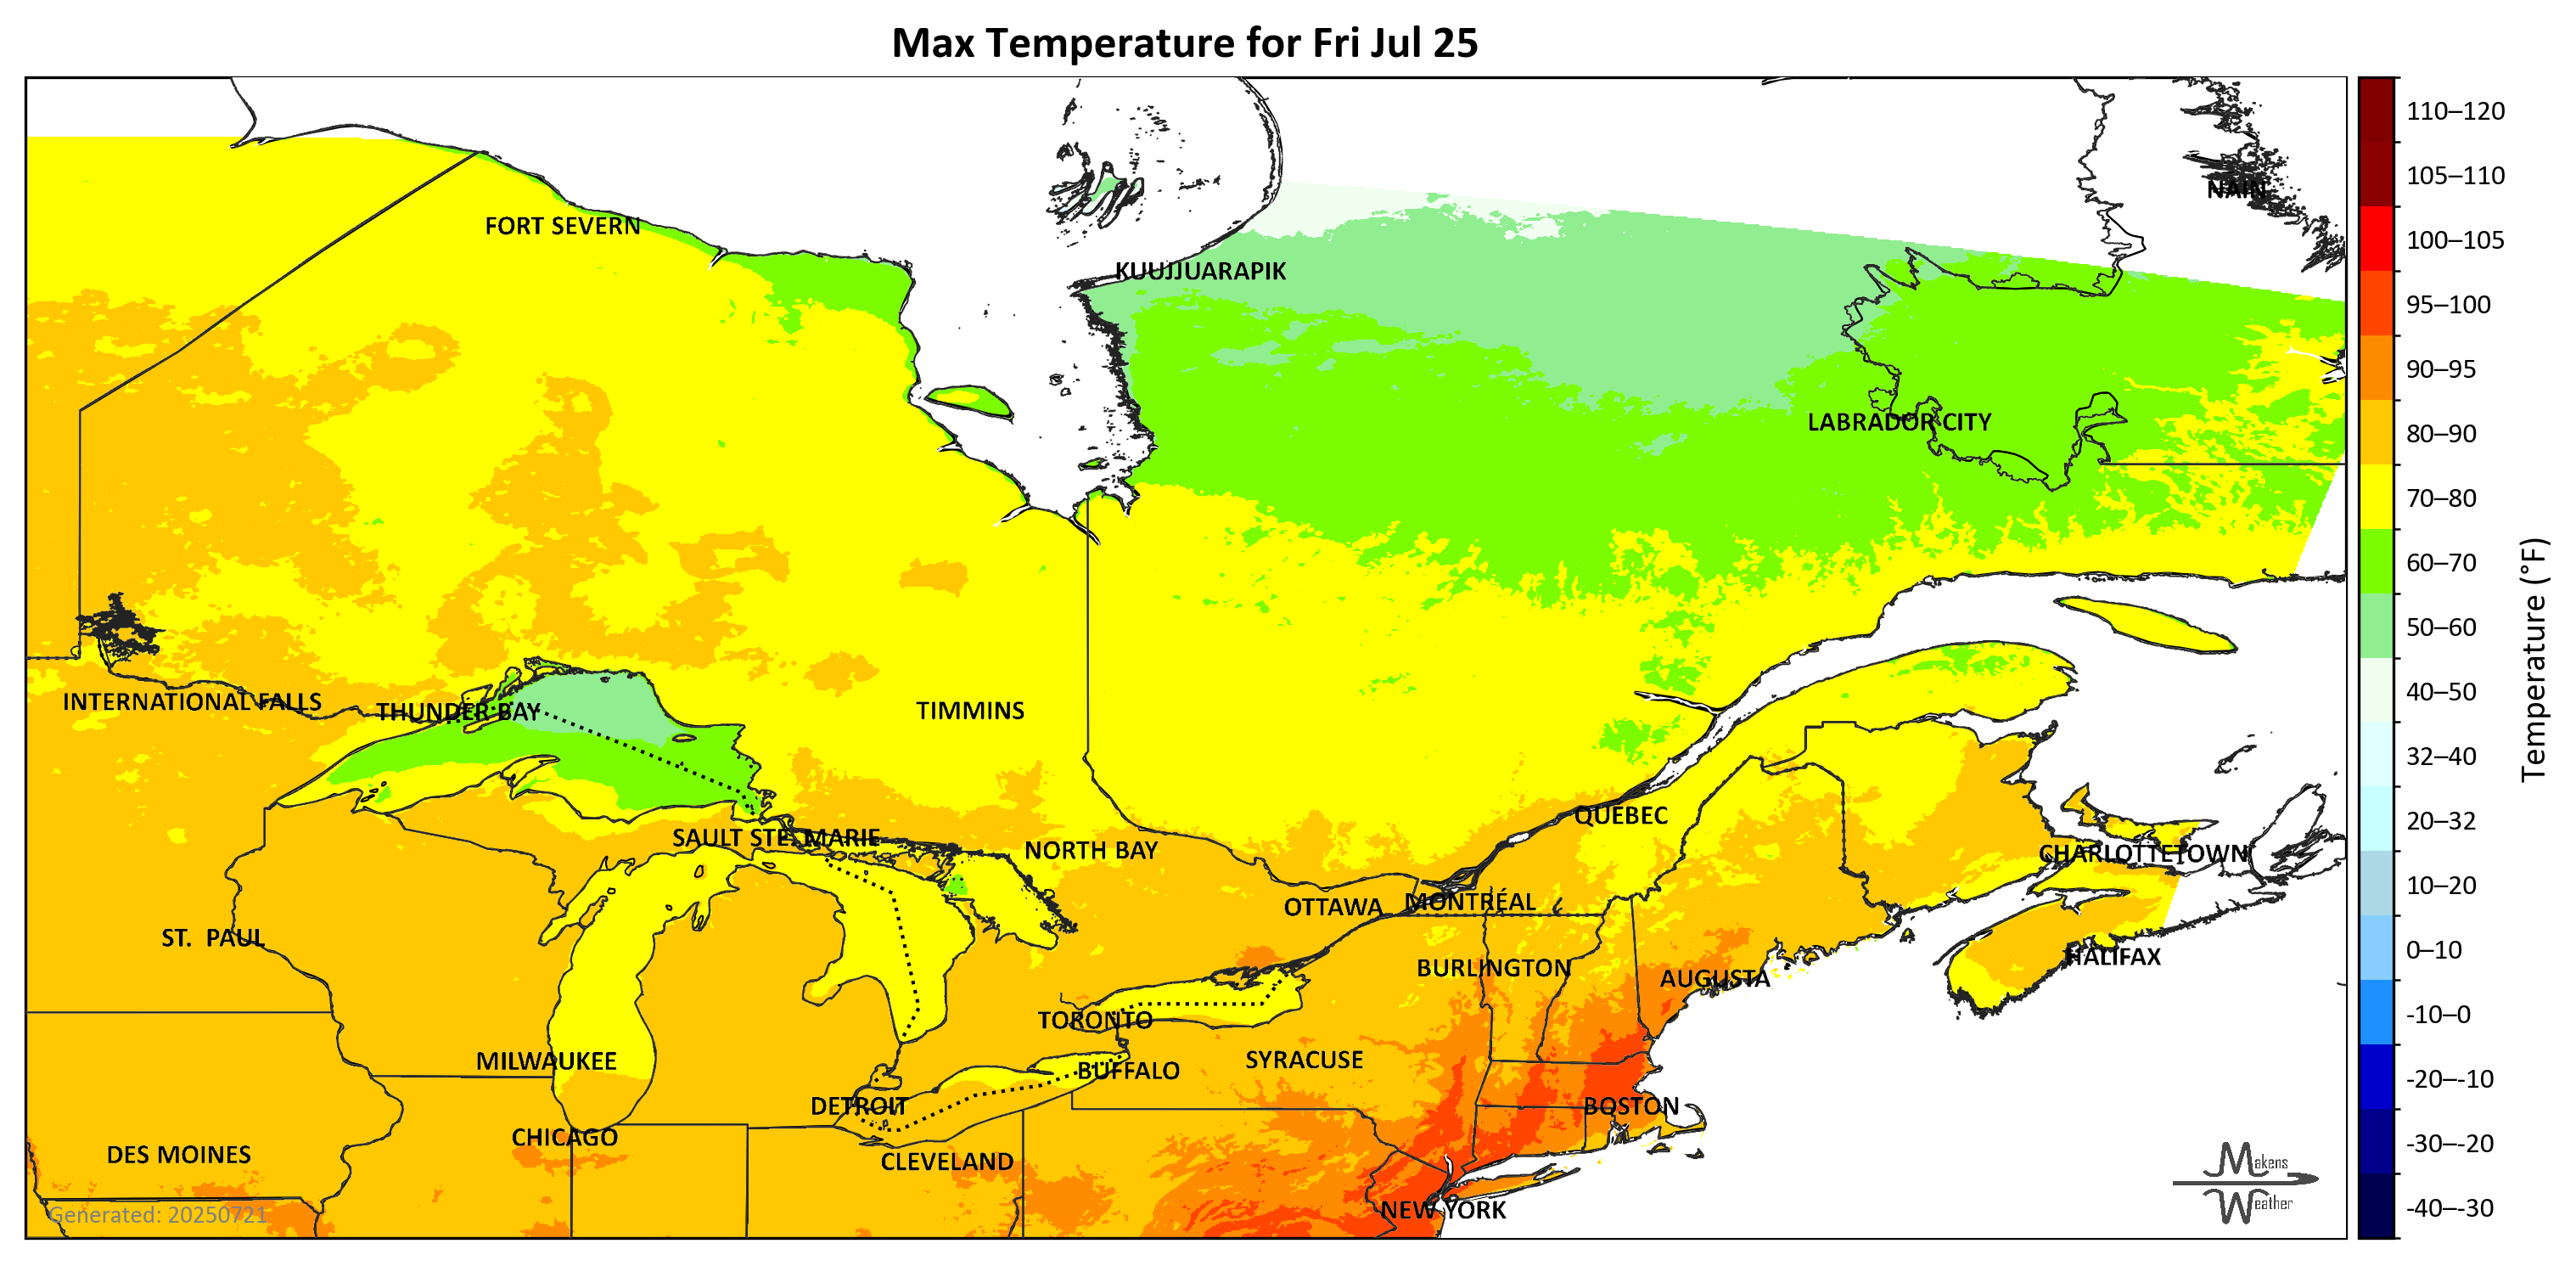 Max Temperature for Fri Jul 25
NAIN
FORT SEVERN
KUUJJUARAPIK
LABRADOR CITY
INTERNATIONAL FALLS
THUNDER BAY
TIMMINS
QUEBEC
SAULT STE. MARIE
NORTH BAY
CHARLOTTETOWN
OTTAWA
MONTRÉAL
ST. PAUL
HALIFAX
BURLINGTON
AUGUSTA
TORONTO
MILWAUKEE
SYRACUSE
BUFFALO
DETROIT
BOSTON
CHICAGO
DES MOINES
CLEVELAND
NEW YORK
Generated: 20250721
Makens
Weather
110–120
105–110
100–105
95–100
90–95
80–90
70–80
60–70
50–60
40–50
32–40
20–32
10–20
0–10
-10–0
-20–-10
-30–-20
-40–-30
Temperature (°F)